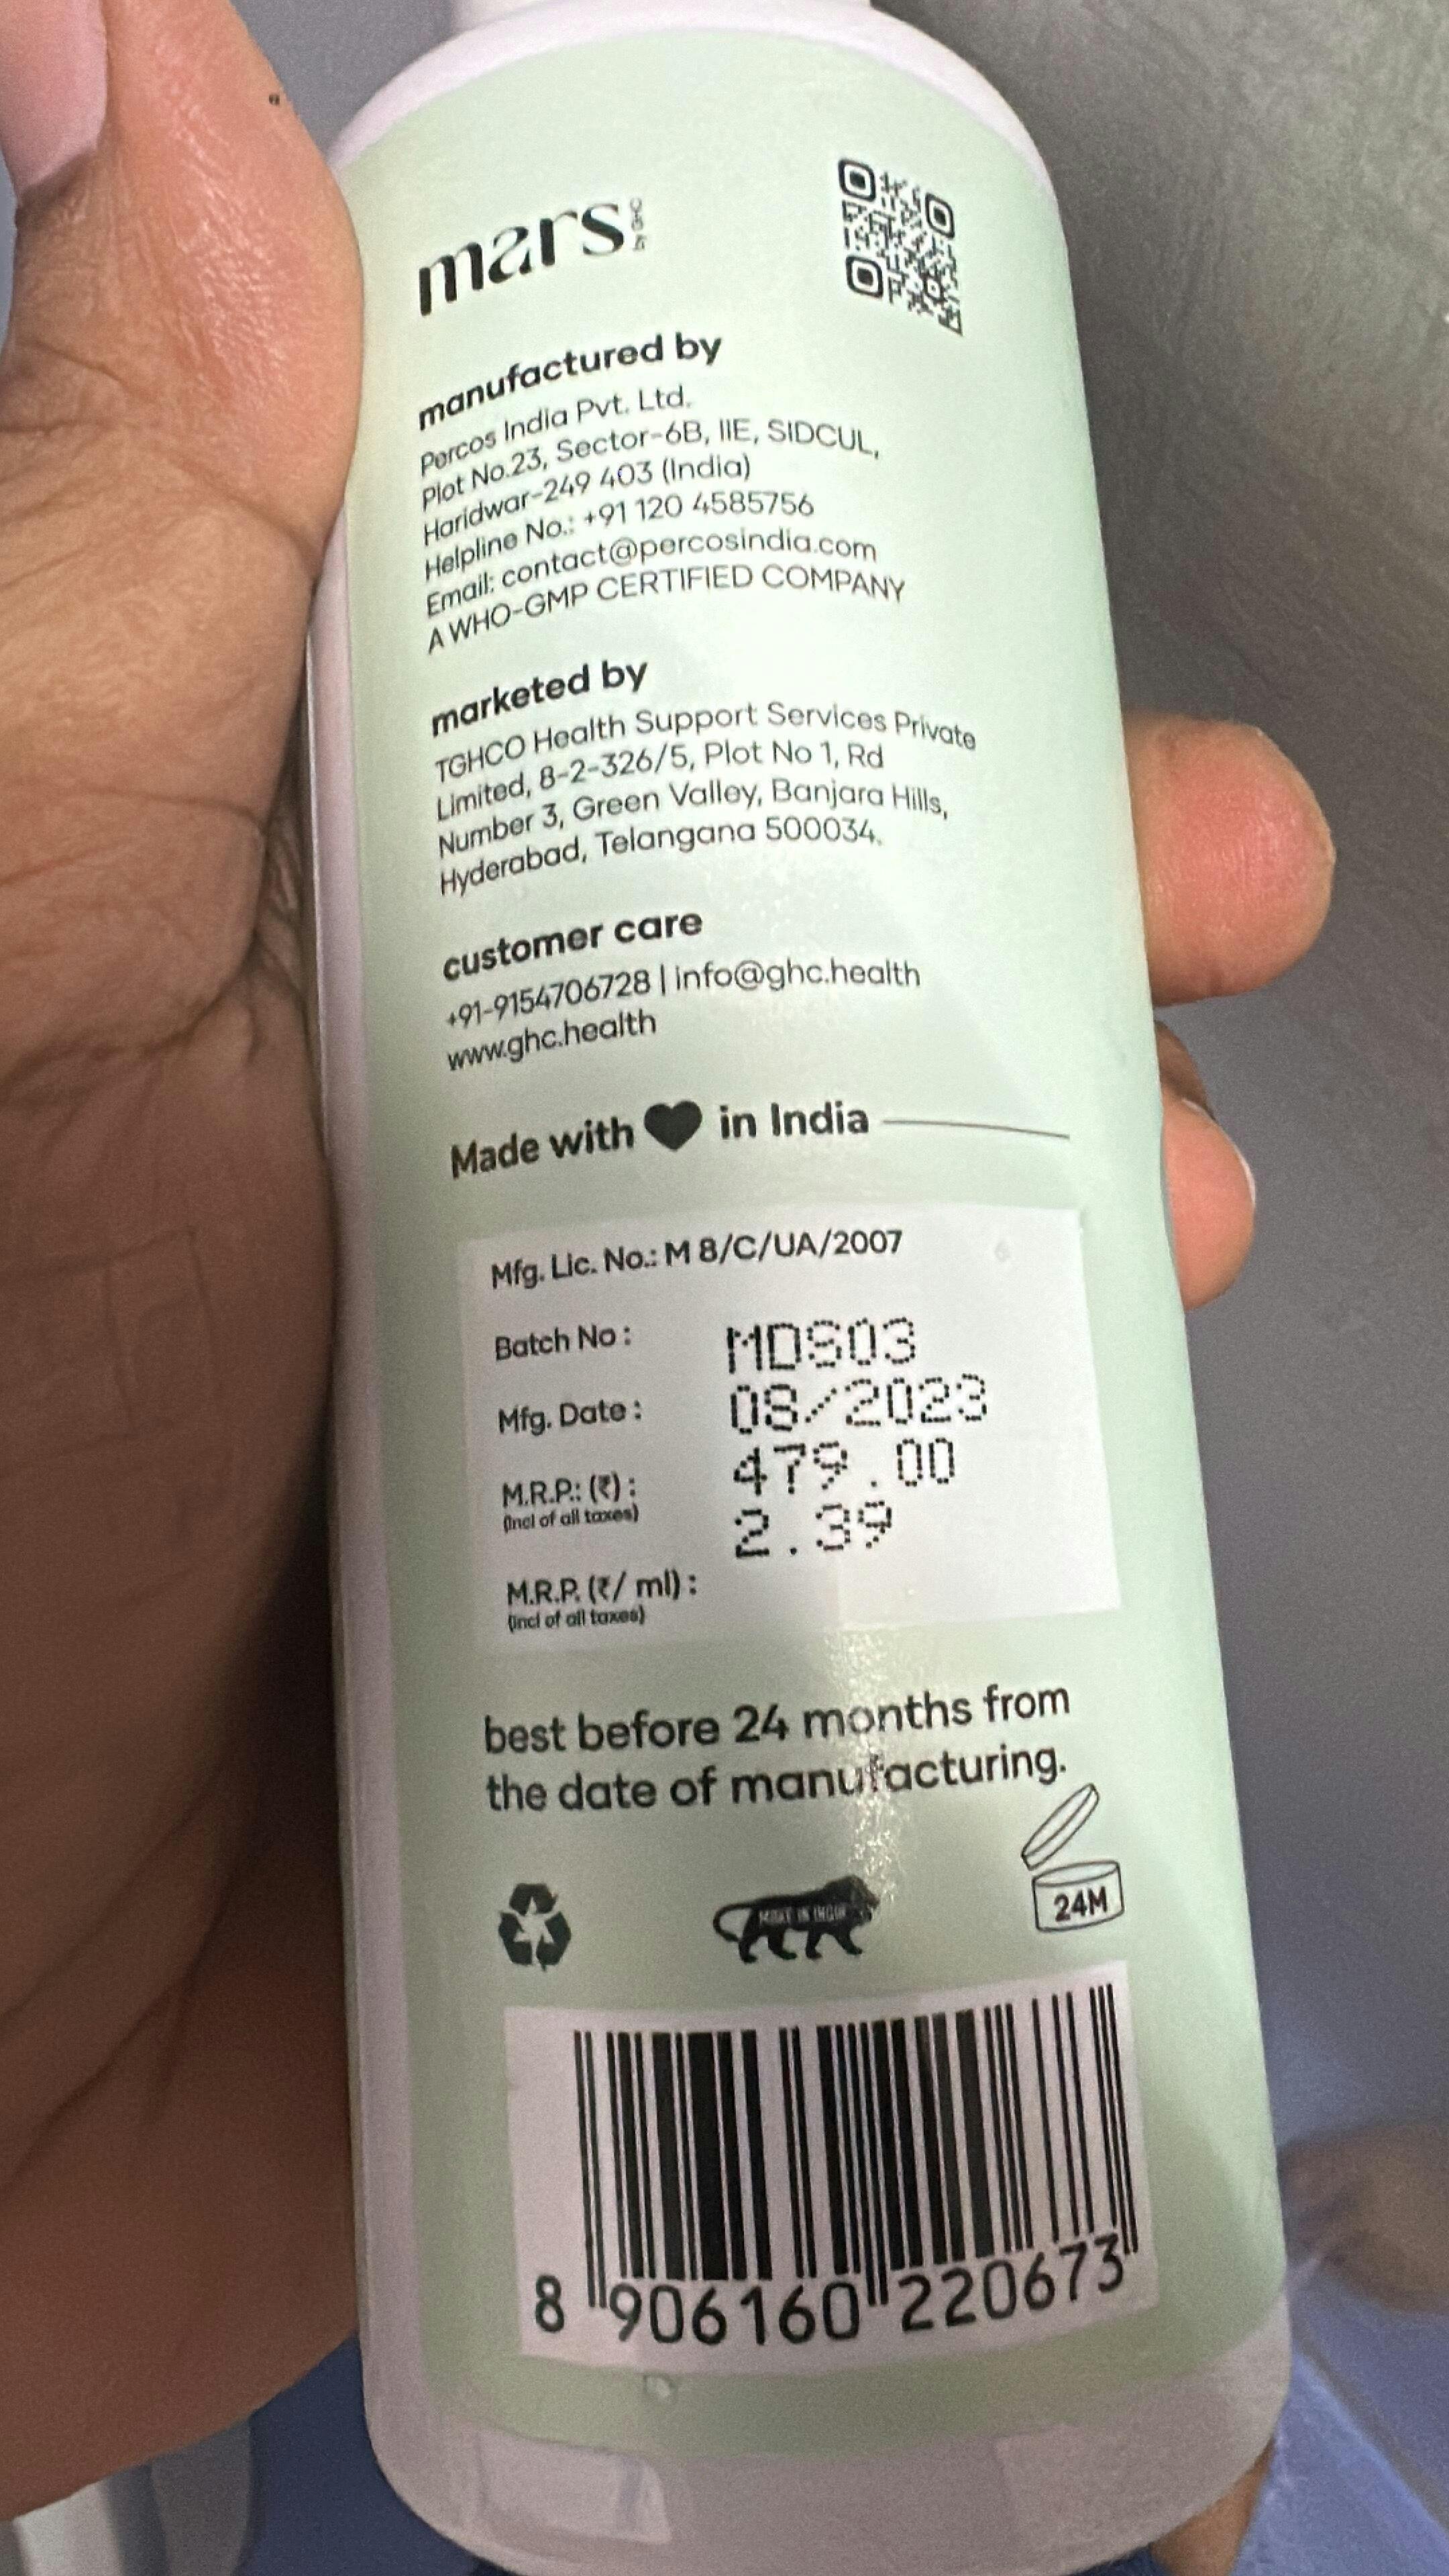 mars
by GHC
manufactured by
Percos India Pvt. Ltd.
Plot No.23, Sector-6B, IIE, SIDCUL,
Haridwar-249 403 (India)
Helpline No.: +91 120 4585756
Email: contact@percosindia.com
A WHO-GMP CERTIFIED COMPANY
marketed by
TGHCO Health Support Services Private
Limited, 8-2-326/5, Plot No 1, Rd
Number 3, Green Valley, Banjara Hills,
Hyderabad, Telangana 500034.
customer care
+91-9154706728 | info@ghc.health
www.ghc.health
Made with ♥ in India
Mfg. Lic. No.: M 8/C/UA/2007
Batch No : MDS03
Mfg. Date : 08/2023
M.R.P.: (₹) : 479.00
(Incl of all taxes)
2.39
M.R.P. (₹/ ml) :
(incl of all taxes)
best before 24 months from
the date of manufacturing.
MAKE IN INDIA
24M
8 906160 220673